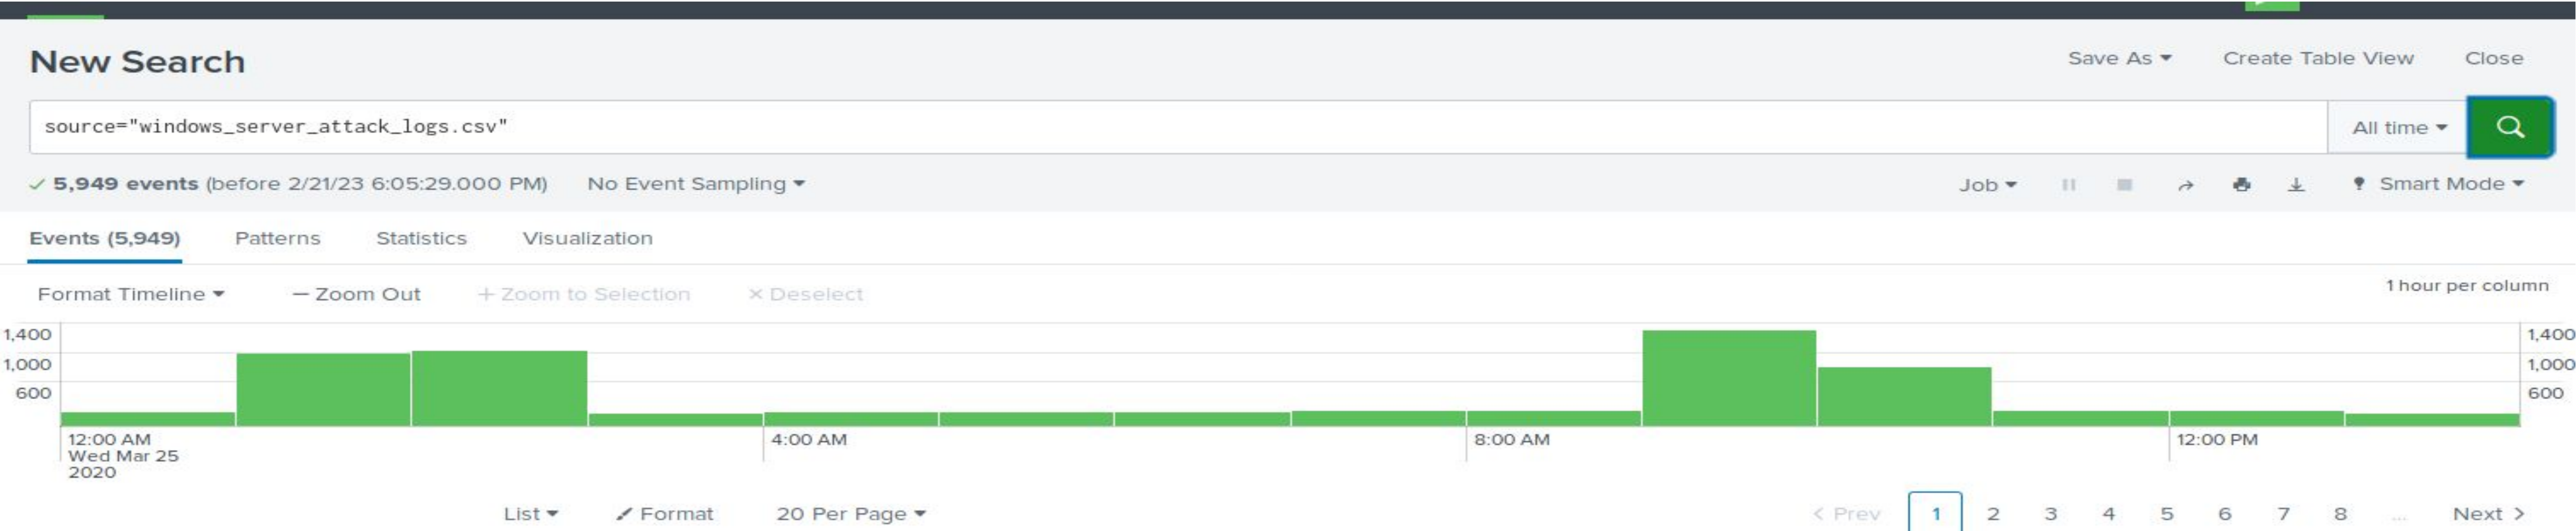 New Search
Save As Create Table View Close
source="windows_server_attack_logs.csv"
All time
5,949 events (before 2/21/23 6:05:29.000 PM) No Event Sampling
Job Smart Mode
Events (5,949) Patterns Statistics Visualization
Format Timeline — Zoom Out + Zoom to Selection × Deselect
1 hour per column
1,400 1,400
1,000 1,000
600 600
12:00 AM 4:00 AM 8:00 AM 12:00 PM
Wed Mar 25
2020
List Format 20 Per Page
< Prev 1 2 3 4 5 6 7 8 ... Next >